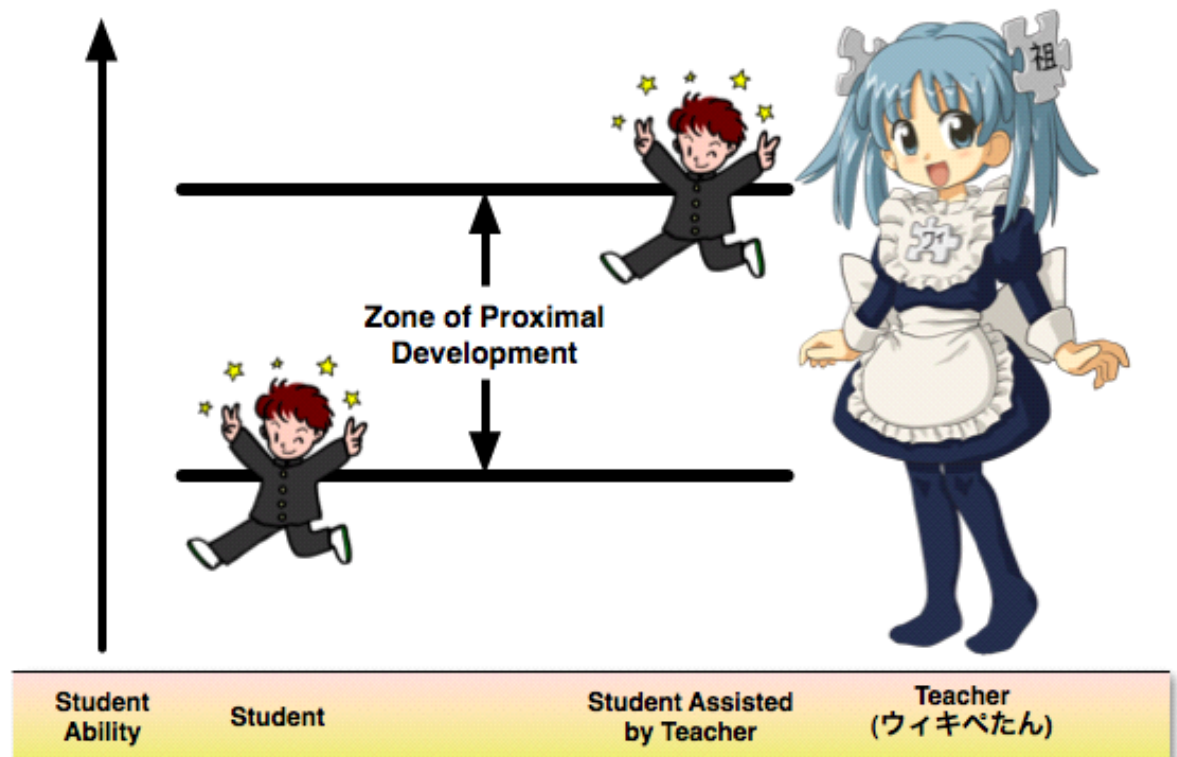 祖
ウィ
Zone of Proximal
Development
Student
Ability
Student
Student Assisted
by Teacher
Teacher
(ウィキペたん)